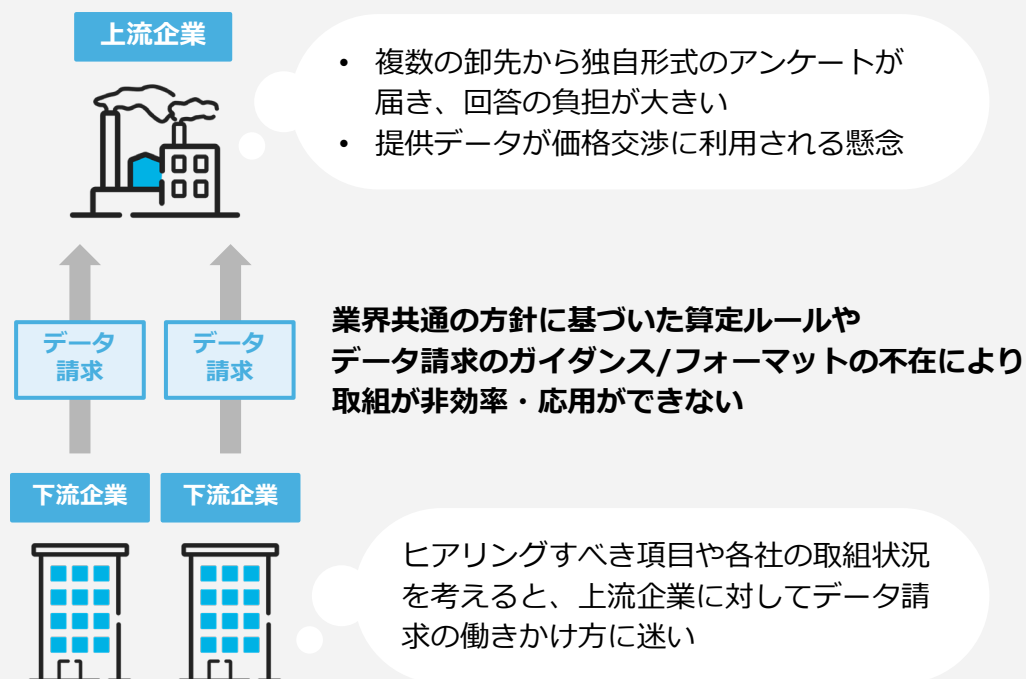 上流企業
• 複数の卸先から独自形式のアンケートが
届き、回答の負担が大きい
• 提供データが価格交渉に利用される懸念
データ
請求
データ
請求
業界共通の方針に基づいた算定ルールや
データ請求のガイダンス/フォーマットの不在により
取組が非効率・応用ができない
下流企業
下流企業
ヒアリングすべき項目や各社の取組状況
を考えると、上流企業に対してデータ請
求の働きかけ方に迷い